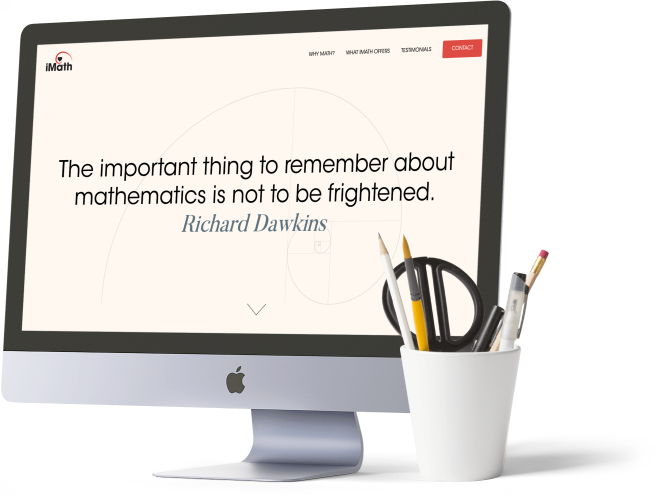 iMath
WHY MATH?
WHAT IMATH OFFERS
TESTIMONIALS
CONTACT
The important thing to remember about
mathematics is not to be frightened.
Richard Dawkins